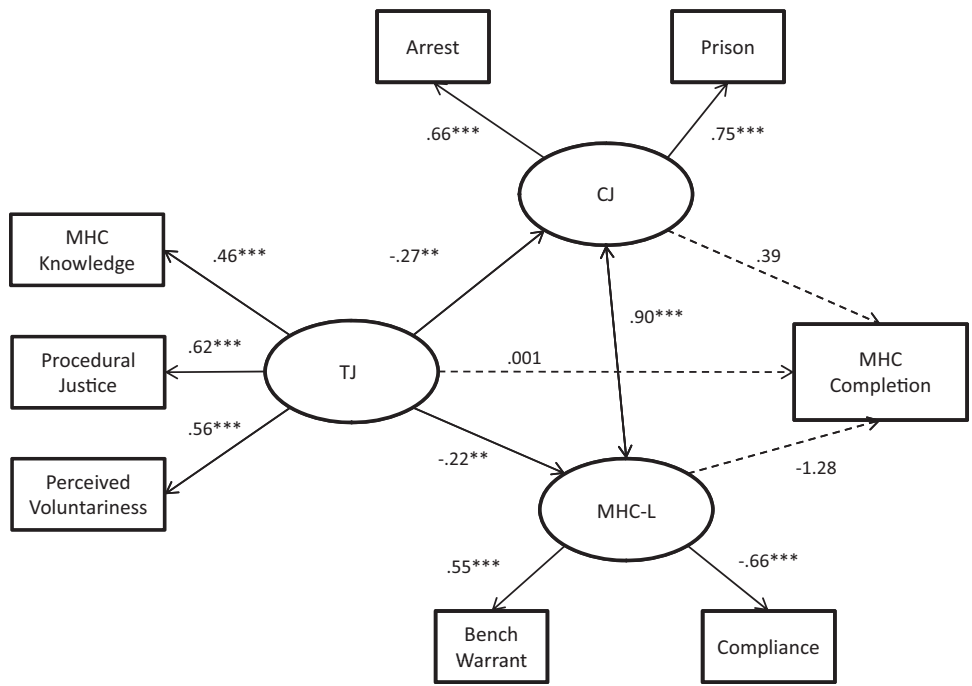 Arrest
Prison
.66***
.75***
CJ
MHC
Knowledge
.46***
-.27**
.39
.90***
Procedural
Justice
.62***
TJ
.001
MHC
Completion
.56***
-.22**
Perceived
Voluntariness
-1.28
MHC-L
.55***
-.66***
Bench
Warrant
Compliance